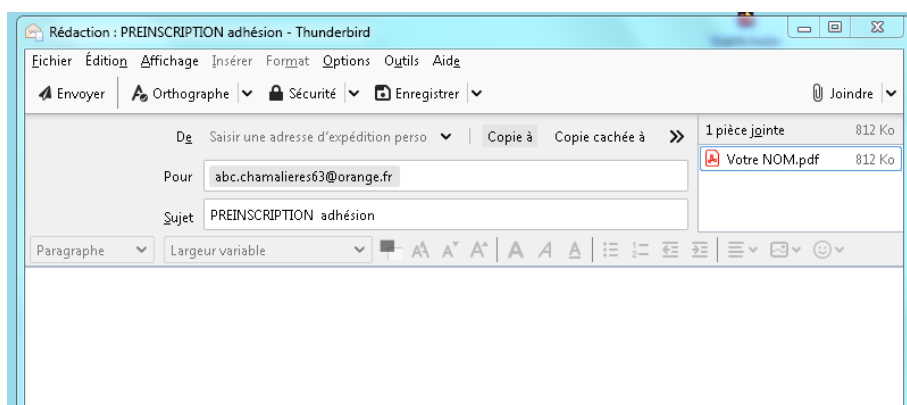 Rédaction : PREINSCRIPTION adhésion - Thunderbird
Fichier Édition Affichage Insérer Format Options Outils Aide
Envoyer Orthographe Sécurité Enregistrer Joindre
De Saisir une adresse d'expédition perso Copie à Copie cachée à
1 pièce jointe 812 Ko
Votre NOM.pdf 812 Ko
Pour abc.chamalieres63@orange.fr
Sujet PREINSCRIPTION adhésion
Paragraphe Largeur variable